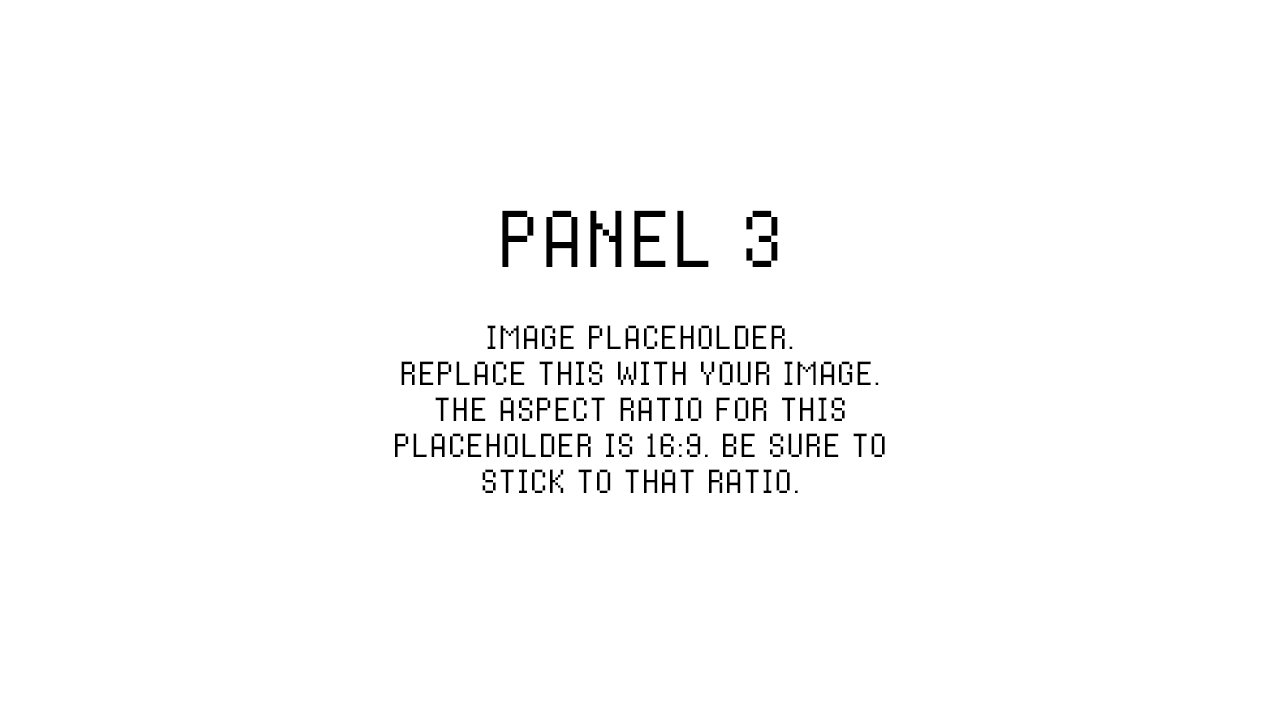 PANEL 3
IMAGE PLACEHOLDER.
REPLACE THIS WITH YOUR IMAGE.
THE ASPECT RATIO FOR THIS
PLACEHOLDER IS 16:9. BE SURE TO
STICK TO THAT RATIO.